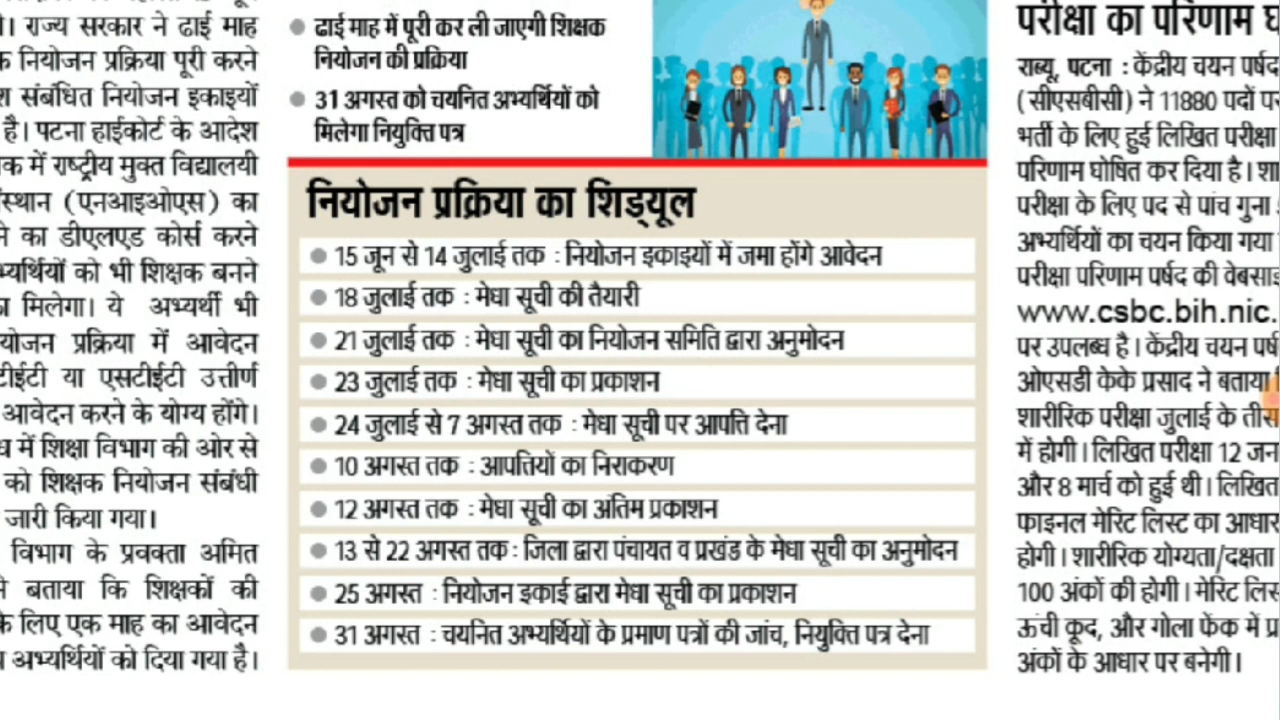 राज्य सरकार ने ढाई माह
नियोजन प्रक्रिया पूरी करने
संबंधित नियोजन इकाइयों
है। पटना हाईकोर्ट के आदेश
में राष्ट्रीय मुक्त विद्यालयी
(एनआइओएस) का
का डीएलएड कोर्स करने
को भी शिक्षक बनने
मिलेगा। ये अभ्यर्थी भी
प्रक्रिया में आवेदन
या एसटीईटी उत्तीर्ण
आवेदन करने के योग्य होंगे।
में शिक्षा विभाग की ओर से
को शिक्षक नियोजन संबंधी
जारी किया गया।
विभाग के प्रवक्ता अमित
बताया कि शिक्षकों की
लिए एक माह का आवेदन
अभ्यर्थियों को दिया गया है।
ढाई माह में पूरी कर ली जाएगी शिक्षक
नियोजन की प्रक्रिया
31 अगस्त को चयनित अभ्यर्थियों को
मिलेगा नियुक्ति पत्र
नियोजन प्रक्रिया का शिड्यूल
15 जून से 14 जुलाई तक : नियोजन इकाइयों में जमा होंगे आवेदन
18 जुलाई तक : मेधा सूची की तैयारी
21 जुलाई तक : मेधा सूची का नियोजन समिति द्वारा अनुमोदन
23 जुलाई तक : मेधा सूची का प्रकाशन
24 जुलाई से 7 अगस्त तक : मेधा सूची पर आपत्ति देना
10 अगस्त तक : आपत्तियों का निराकरण
12 अगस्त तक : मेधा सूची का अंतिम प्रकाशन
13 से 22 अगस्त तक : जिला द्वारा पंचायत व प्रखंड के मेधा सूची का अनुमोदन
25 अगस्त : नियोजन इकाई द्वारा मेधा सूची का प्रकाशन
31 अगस्त : चयनित अभ्यर्थियों के प्रमाण पत्रों की जांच, नियुक्ति पत्र देना
परीक्षा का परिणाम
राब्यू, पटना : केंद्रीय चयन पर्षद
(सीएसबीसी) ने 11880 पदों
भर्ती के लिए हुई लिखित परीक्षा
परिणाम घोषित कर दिया है।
परीक्षा के लिए पद से पांच गुना
अभ्यर्थियों का चयन किया गया
परीक्षा परिणाम पर्षद की
www.csbc.bih.nic.
पर उपलब्ध है। केंद्रीय चयन
ओएसडी केके प्रसाद ने बताया
शारीरिक परीक्षा जुलाई के
में होगी। लिखित परीक्षा 12
और 8 मार्च को हुई थी। लिखित
फाइनल मेरिट लिस्ट का आधार
होगी। शारीरिक योग्यता/दक्षता
100 अंकों की होगी। मेरिट
ऊंची कूद, और गोला फेंक में
अंकों के आधार पर बनेगी।